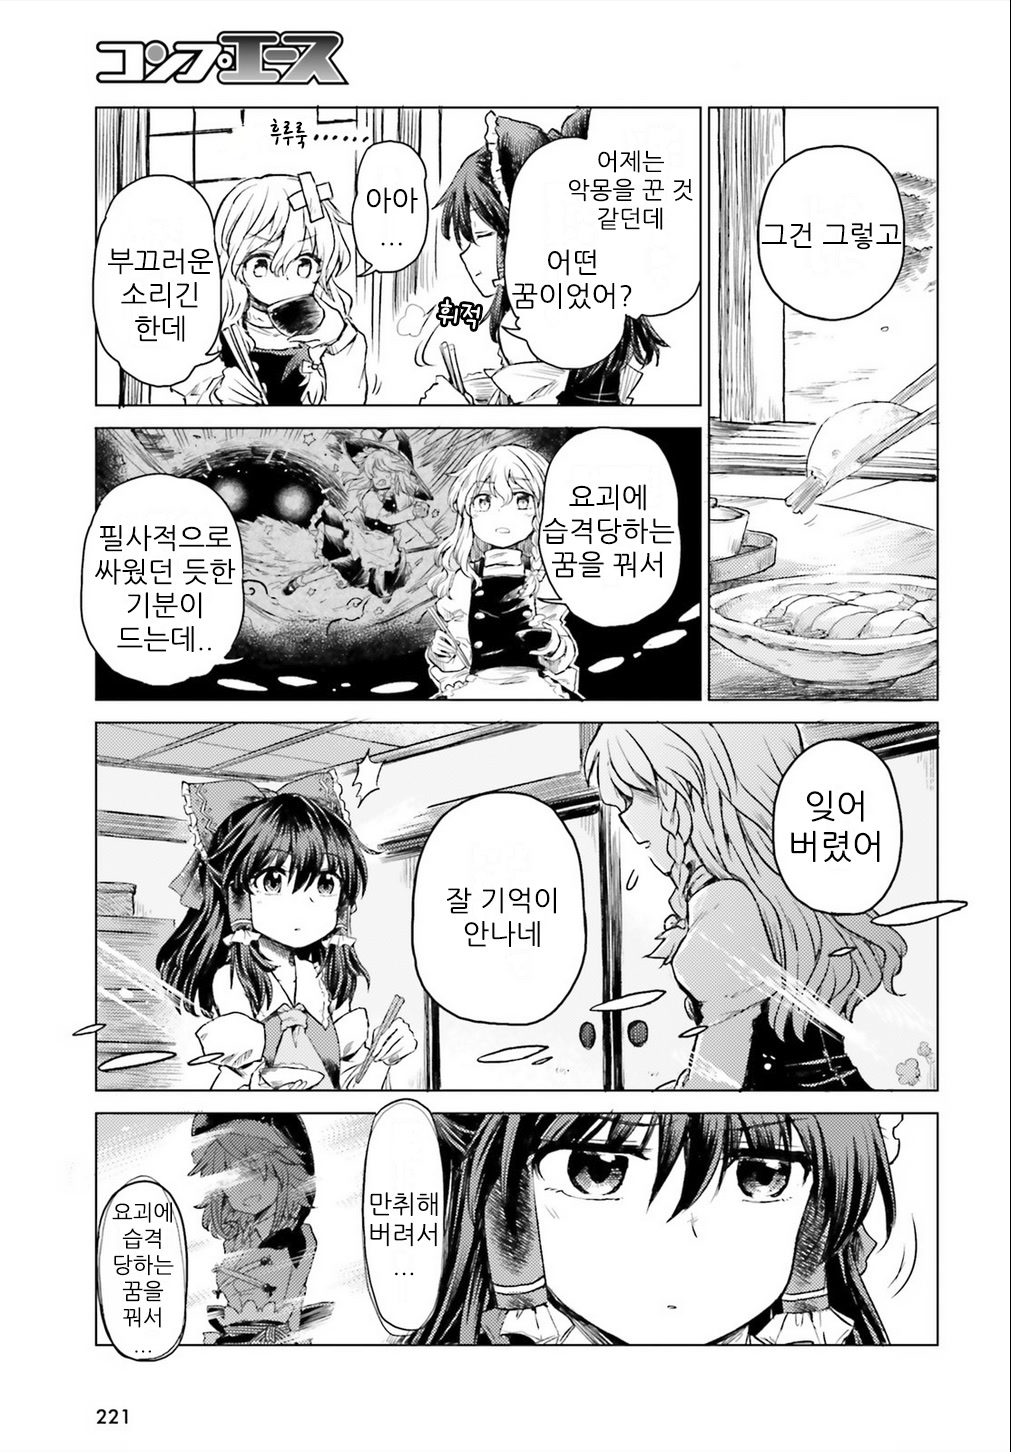 コンプエース
그건 그렇고
어제는
악몽을 꾼 것
같던데
어떤
꿈이었어?
휘적
후루룩……
아아
…
부끄러운
소리긴
한데
요괴에
습격당하는
꿈을 꿔서
필사적으로
싸웠던 듯한
기분이
드는데..
잊어
버렸어
잘 기억이
안나네
만취해
버려서
…
요괴에
습격
당하는
꿈을
꿔서
…
221